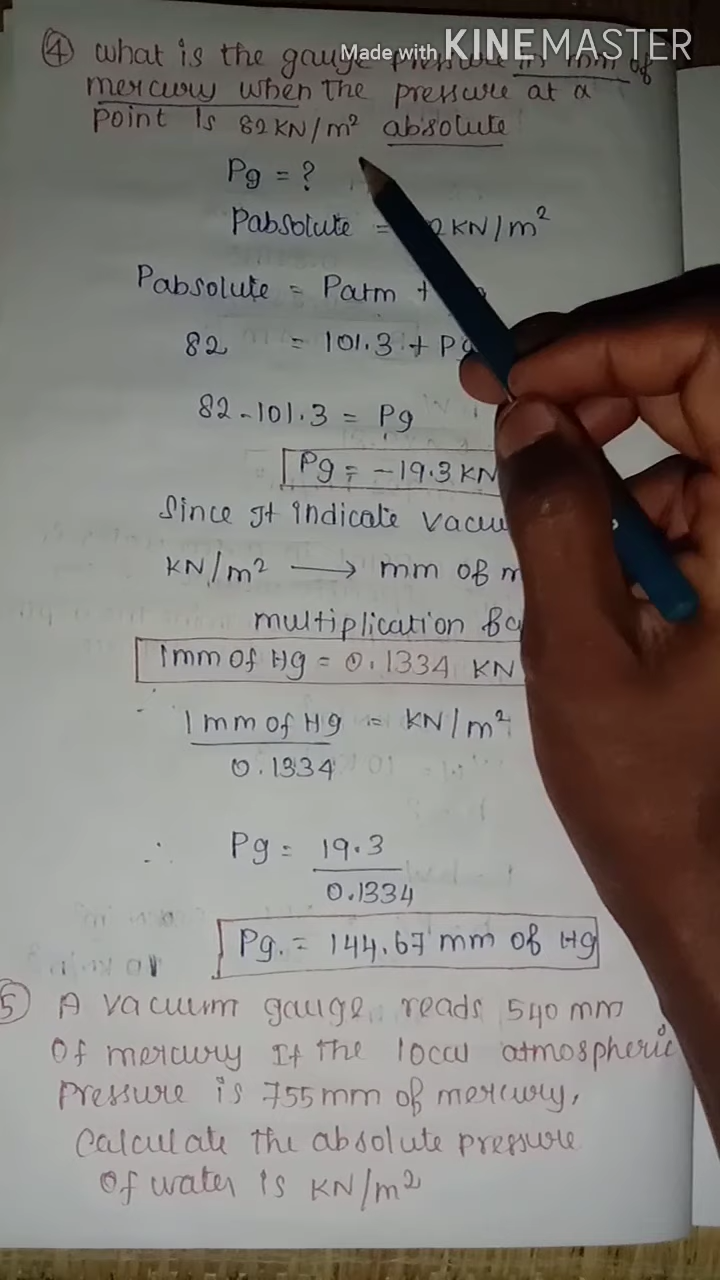 Made with KINEMASTER
④ what is the gauge pressure in mm of
mercury when the pressure at a
point is 82 KN/m² absolute
Pg = ?
Pabsolute = 2 KN/m²
Pabsolute = Patm +
82 = 101.3 + Pg
82 - 101.3 = Pg
Pg = -19.3 KN
Since It indicate vacuu
KN/m² → mm of m
multiplication
1mm of Hg = 0.1334 KN
1 mm of Hg / 0.1334 = KN/m²
∴ Pg = 19.3 / 0.1334
Pg. = 144.67 mm of Hg
⑤ A vacuum gauge reads 540 mm
Of mercury If the local atmospheric
pressure is 755 mm of mercury,
Calculate the absolute pressure
Of water is KN/m²